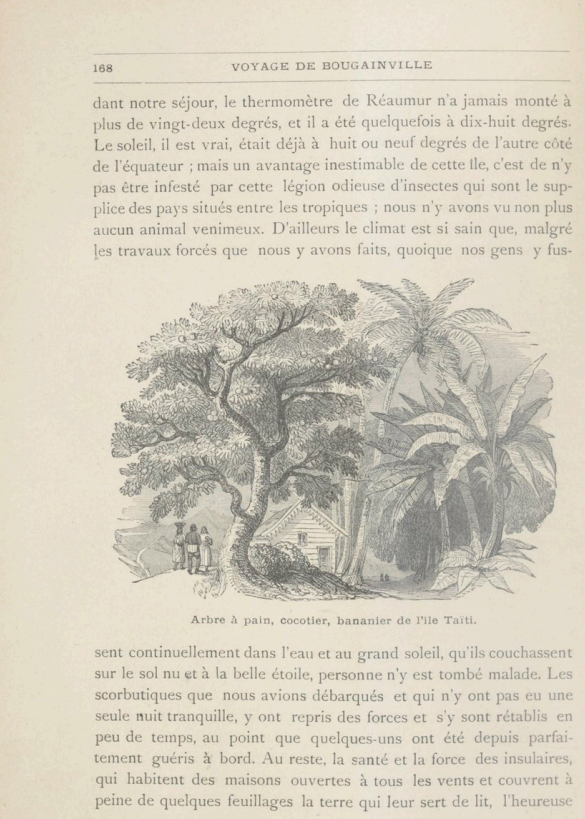 168
VOYAGE DE BOUGAINVILLE
dant notre séjour, le thermomètre de Réaumur n'a jamais monté à
plus de vingt-deux degrés, et il a été quelquefois à dix-huit degrés.
Le soleil, il est vrai, était déjà à huit ou neuf degrés de l'autre côté
de l'équateur ; mais un avantage inestimable de cette île, c'est de n'y
pas être infesté par cette légion odieuse d'insectes qui sont le sup-
plice des pays situés entre les tropiques ; nous n'y avons vu non plus
aucun animal venimeux. D'ailleurs le climat est si sain que, malgré
les travaux forcés que nous y avons faits, quoique nos gens y fus-
Arbre à pain, cocotier, bananier de l'île Taïti.
sent continuellement dans l'eau et au grand soleil, qu'ils couchassent
sur le sol nu et à la belle étoile, personne n'y est tombé malade. Les
scorbutiques que nous avions débarqués et qui n'y ont pas eu une
seule nuit tranquille, y ont repris des forces et s'y sont rétablis en
peu de temps, au point que quelques-uns ont été depuis parfai-
tement guéris à bord. Au reste, la santé et la force des insulaires,
qui habitent des maisons ouvertes à tous les vents et couvrent à
peine de quelques feuillages la terre qui leur sert de lit, l'heureuse